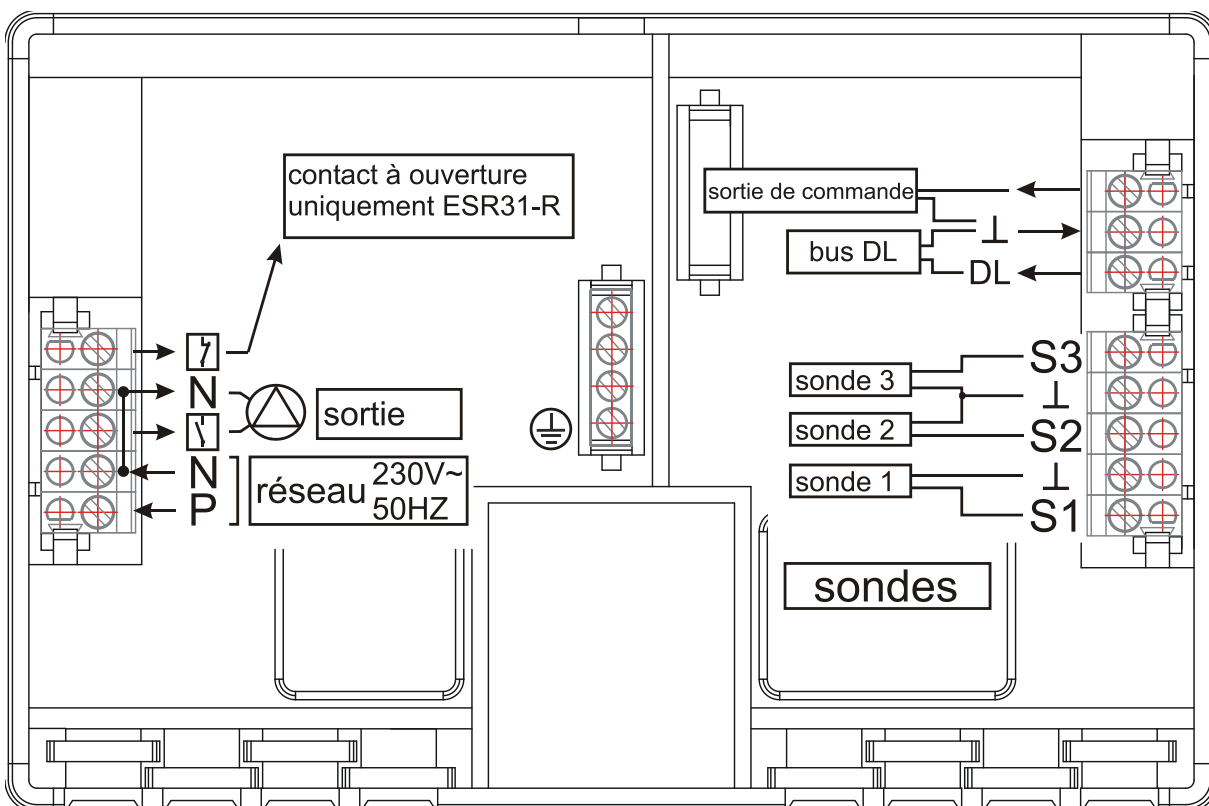 contact à ouverture
uniquement ESR31-R
sortie de commande
⊥
bus DL
DL
N
sortie
N
réseau 230V~
50HZ
P
S3
sonde 3
⊥
sonde 2
S2
sonde 1
⊥
S1
sondes